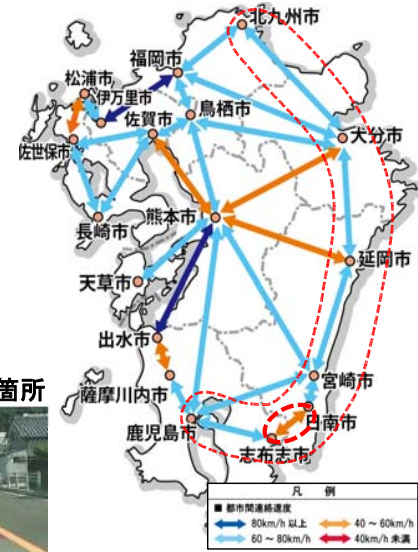 北九州市
福岡市
松浦市
伊万里市
鳥栖市
佐賀市
大分市
佐世保市
熊本市
長崎市
延岡市
天草市
出水市
箇所
宮崎市
薩摩川内市
日南市
鹿児島市
志布志市
凡 例
■ 都市間連絡速度
80km/h 以上
40 ～ 60km/h
60 ～ 80km/h
40km/h 未満